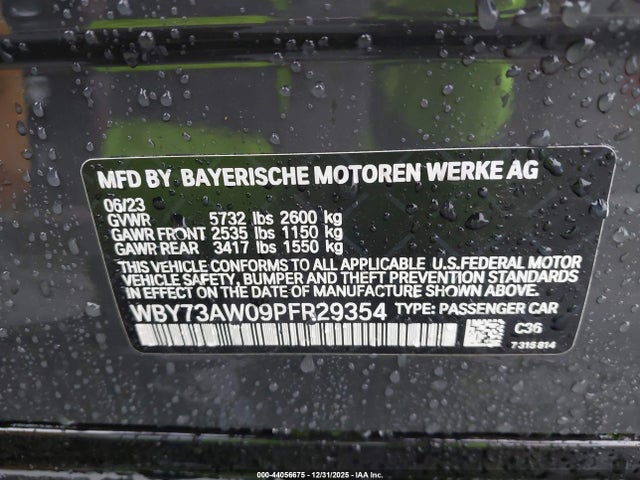 MFD BY BAYERISCHE MOTOREN WERKE AG
06/23
GVWR 5732 lbs 2600 kg
GAWR FRONT 2535 lbs 1150 kg
GAWR REAR 3417 lbs 1550 kg
THIS VEHICLE CONFORMS TO ALL APPLICABLE U.S.FEDERAL MOTOR
VEHICLE SAFETY, BUMPER, AND THEFT PREVENTION STANDARDS
IN EFFECT ON THE DATE OF MANUFACTURE SHOWN ABOVE.
WBY73AW09PFR29354 TYPE: PASSENGER CAR
C36
7315814
000-44056675 - 12/31/2025 - IAA Inc.